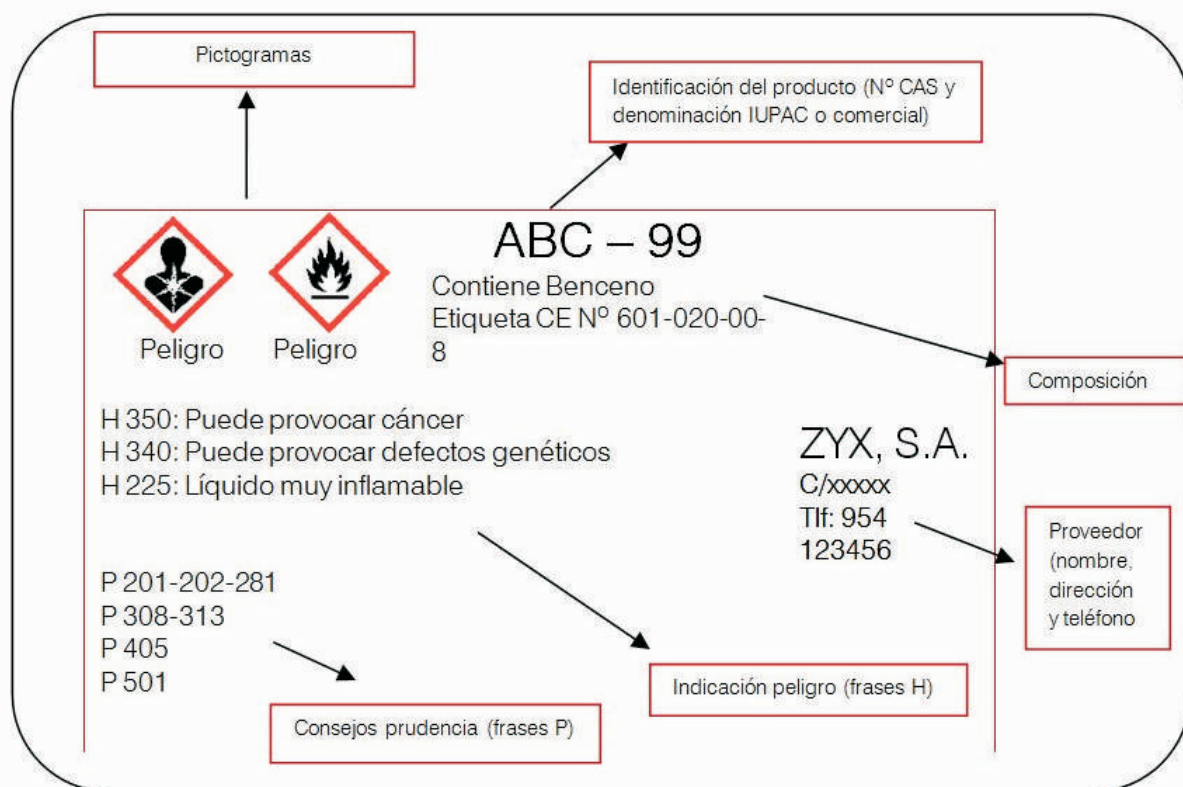 Pictogramas
Identificación del producto (Nº CAS y
denominación IUPAC o comercial)
ABC – 99
Contiene Benceno
Etiqueta CE Nº 601-020-00-
8
Peligro
Peligro
Composición
H 350: Puede provocar cáncer
H 340: Puede provocar defectos genéticos
H 225: Líquido muy inflamable
ZYX, S.A.
C/xxxxx
Tlf: 954
123456
Proveedor
(nombre,
dirección
y teléfono
P 201-202-281
P 308-313
P 405
P 501
Indicación peligro (frases H)
Consejos prudencia (frases P)